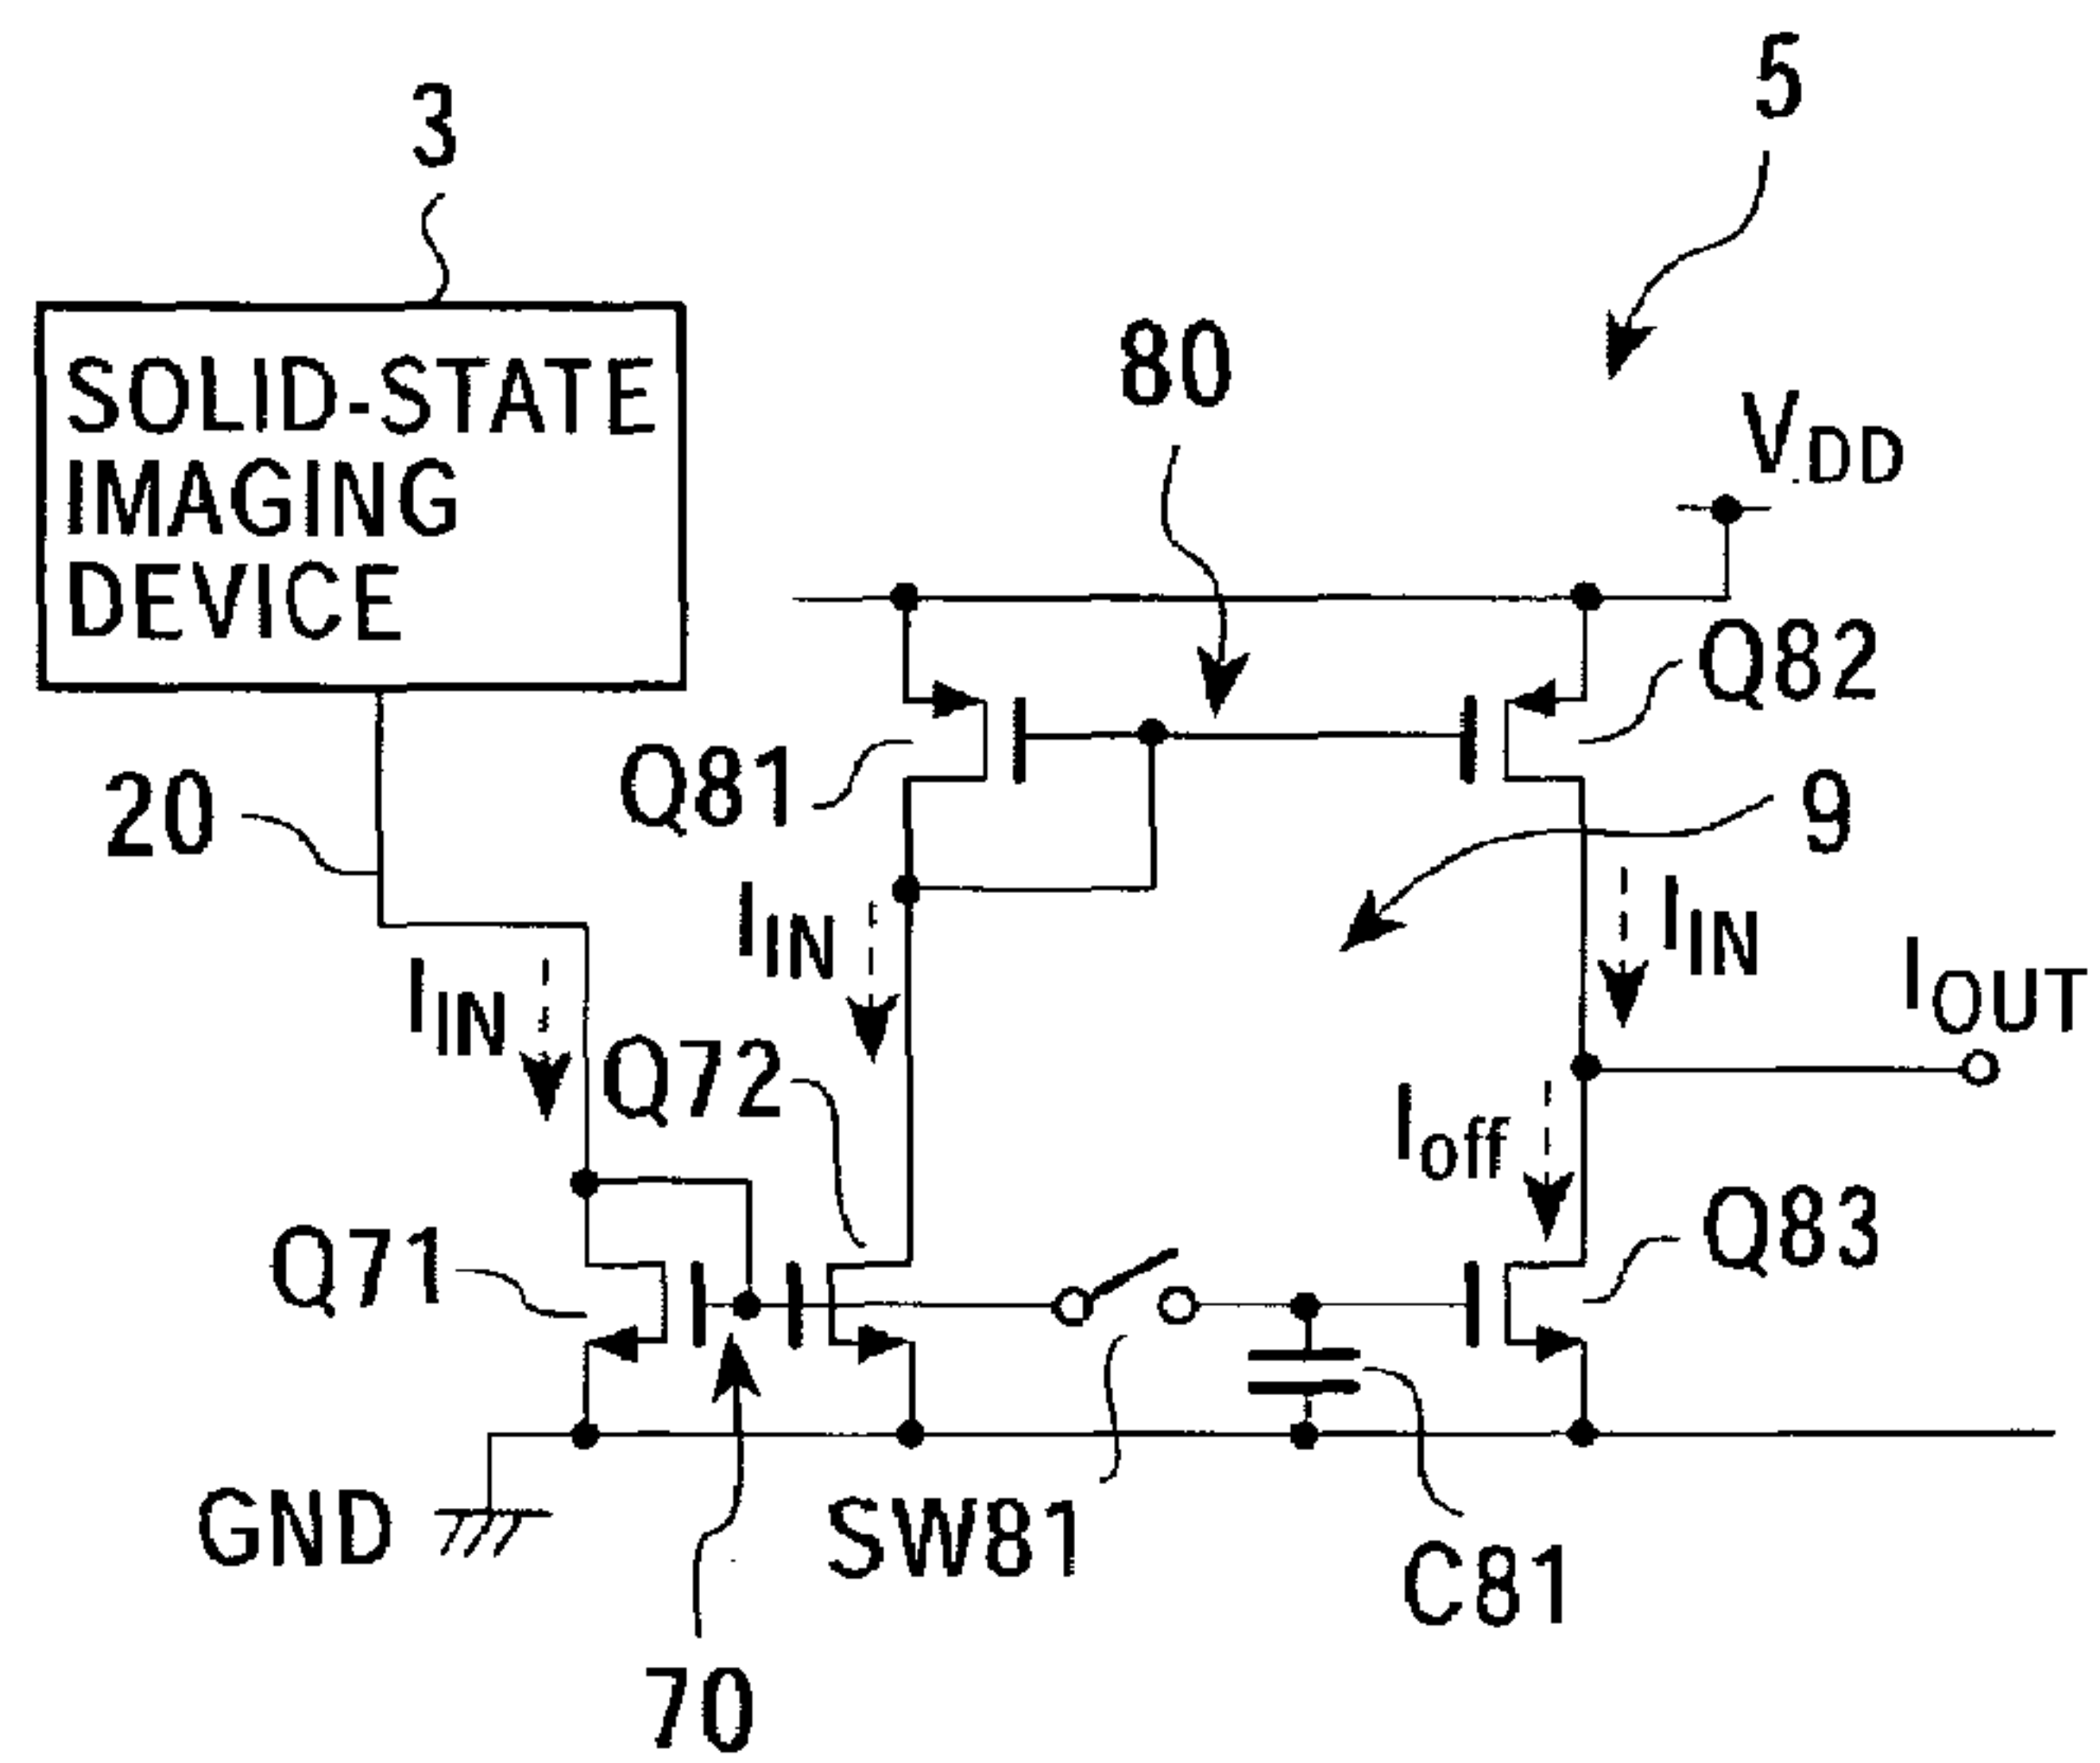 3
5
SOLID-STATE
IMAGING
DEVICE
80
VDD
Q82
Q81
20
9
IIN
IIN
IIN
IOUT
Q72
Ioff
Q71
Q83
GND
SW81
C81
70